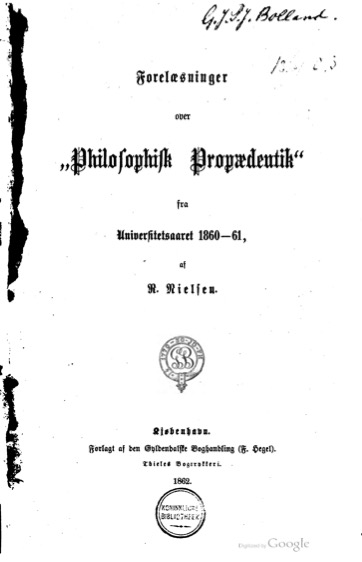 G.J.P.J. Bolland.
Forelæsninger
over
„Philosophisk Propædeutik“
fra
Universitetsaaret 1860—61,
af
R. Nielsen.
Kjøbenhavn.
Forlagt af den Gyldendalske Boghandling (F. Hegel).
Thieles Bogtrykkeri.
1862.
KONINKLIJKE
BIBLIOTHEEK
Digitized by Google